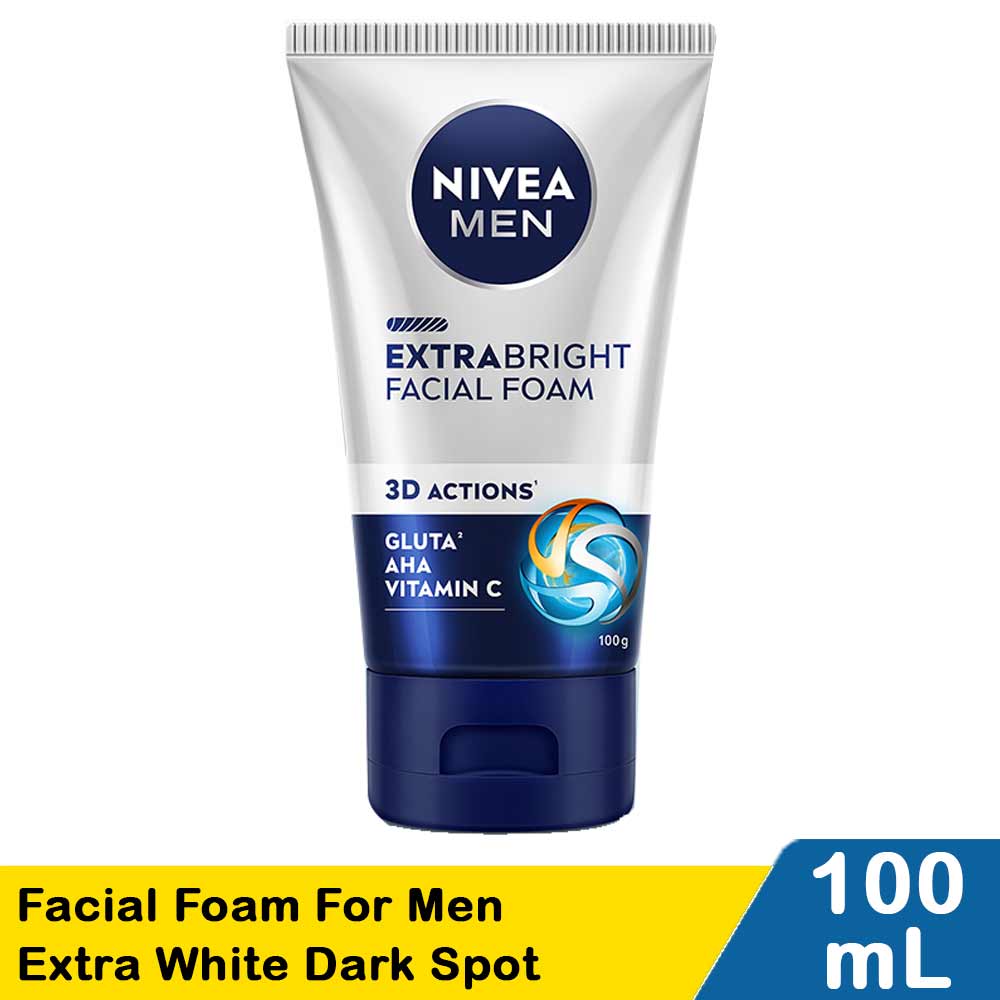 NIVEA
MEN
EXTRABRIGHT
FACIAL FOAM
3D ACTIONS¹
GLUTA²
AHA
VITAMIN C
100g
Facial Foam For Men
Extra White Dark Spot
100
mL